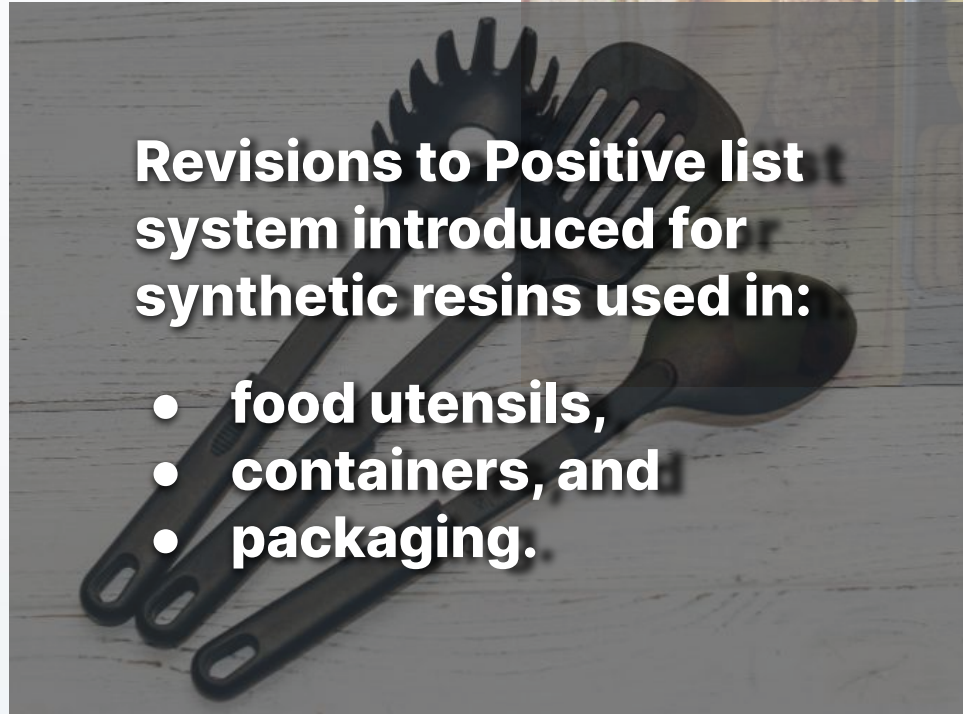 Revisions to Positive list
system introduced for
synthetic resins used in:
● food utensils,
● containers, and
● packaging.